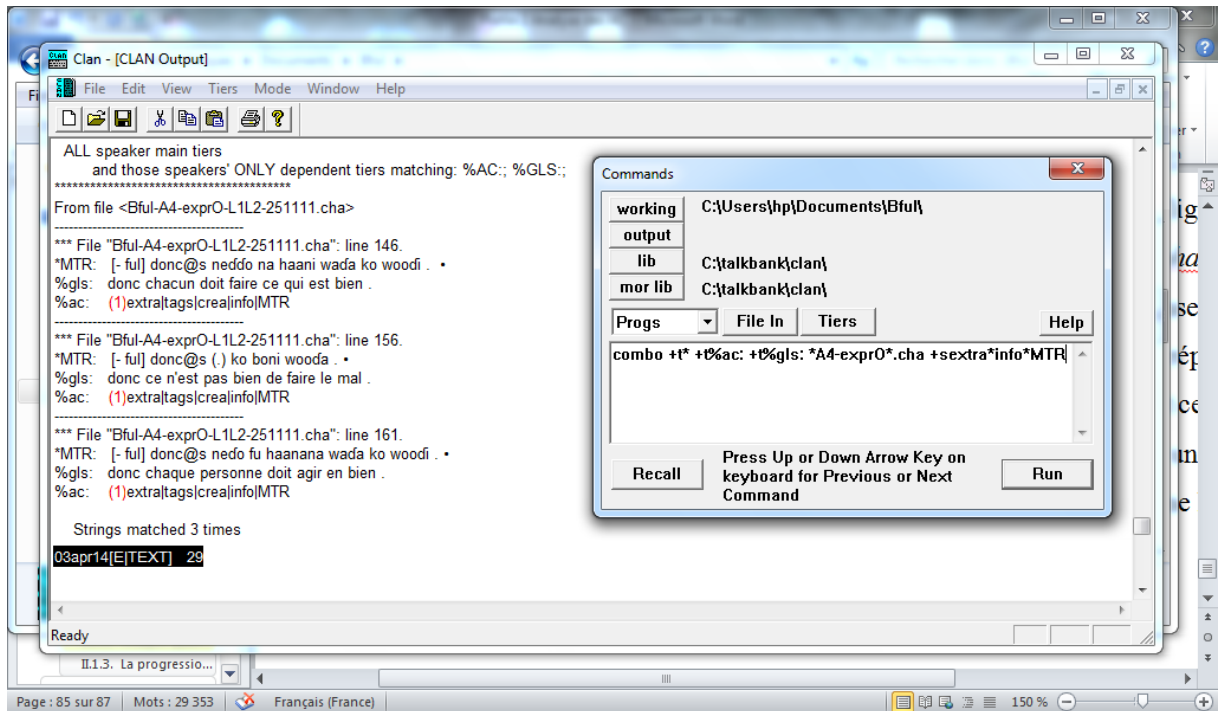 Clan - [CLAN Output]
File Edit View Tiers Mode Window Help
ALL speaker main tiers
and those speakers' ONLY dependent tiers matching: %AC:; %GLS:;
****************************************
From file <Bful-A4-exprO-L1L2-251111.cha>
----------------------------------------
*** File "Bful-A4-exprO-L1L2-251111.cha": line 146.
*MTR: [- ful] donc@s neɗɗo na haani waɗa ko wooɗi . •
%gls: donc chacun doit faire ce qui est bien .
%ac: (1)extra|tags|crea|info|MTR
----------------------------------------
*** File "Bful-A4-exprO-L1L2-251111.cha": line 156.
*MTR: [- ful] donc@s (.) ko boni wooɗa . •
%gls: donc ce n'est pas bien de faire le mal .
%ac: (1)extra|tags|crea|info|MTR
----------------------------------------
*** File "Bful-A4-exprO-L1L2-251111.cha": line 161.
*MTR: [- ful] donc@s neɗo fu haanana waɗa ko wooɗi . •
%gls: donc chaque personne doit agir en bien .
%ac: (1)extra|tags|crea|info|MTR
Strings matched 3 times
03apr14[E|TEXT] 29
Ready
Commands
working C:\Users\hp\Documents\Bful\
output
lib C:\talkbank\clan\
mor lib C:\talkbank\clan\
Progs File In Tiers Help
combo +t* +t%ac: +t%gls: *A4-exprO*.cha +sextra*info*MTR
Recall Press Up or Down Arrow Key on keyboard for Previous or Next Command Run
II.1.3. La progressio...
Page : 85 sur 87 Mots : 29 353 Français (France) 150 %